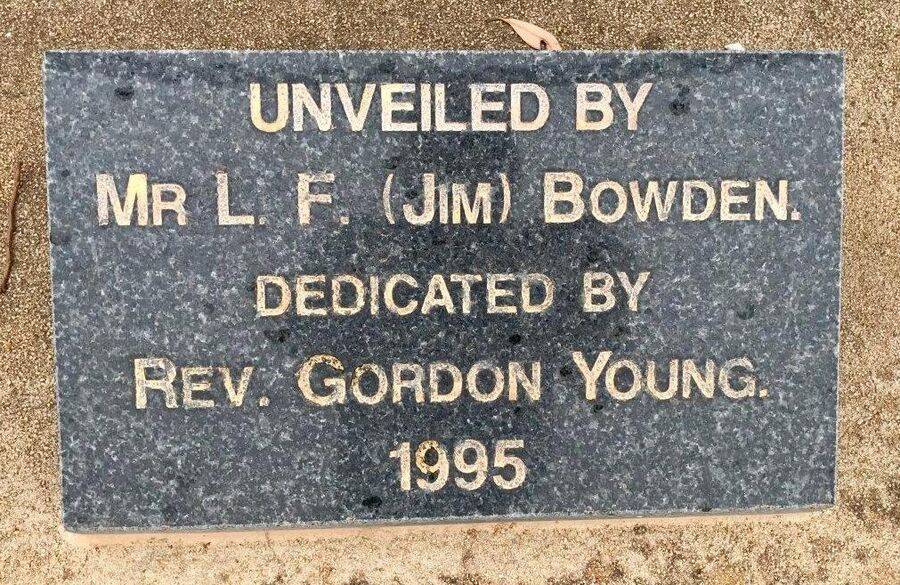 UNVEILED BY
MR L. F. (JIM) BOWDEN.
DEDICATED BY
REV. GORDON YOUNG.
1995